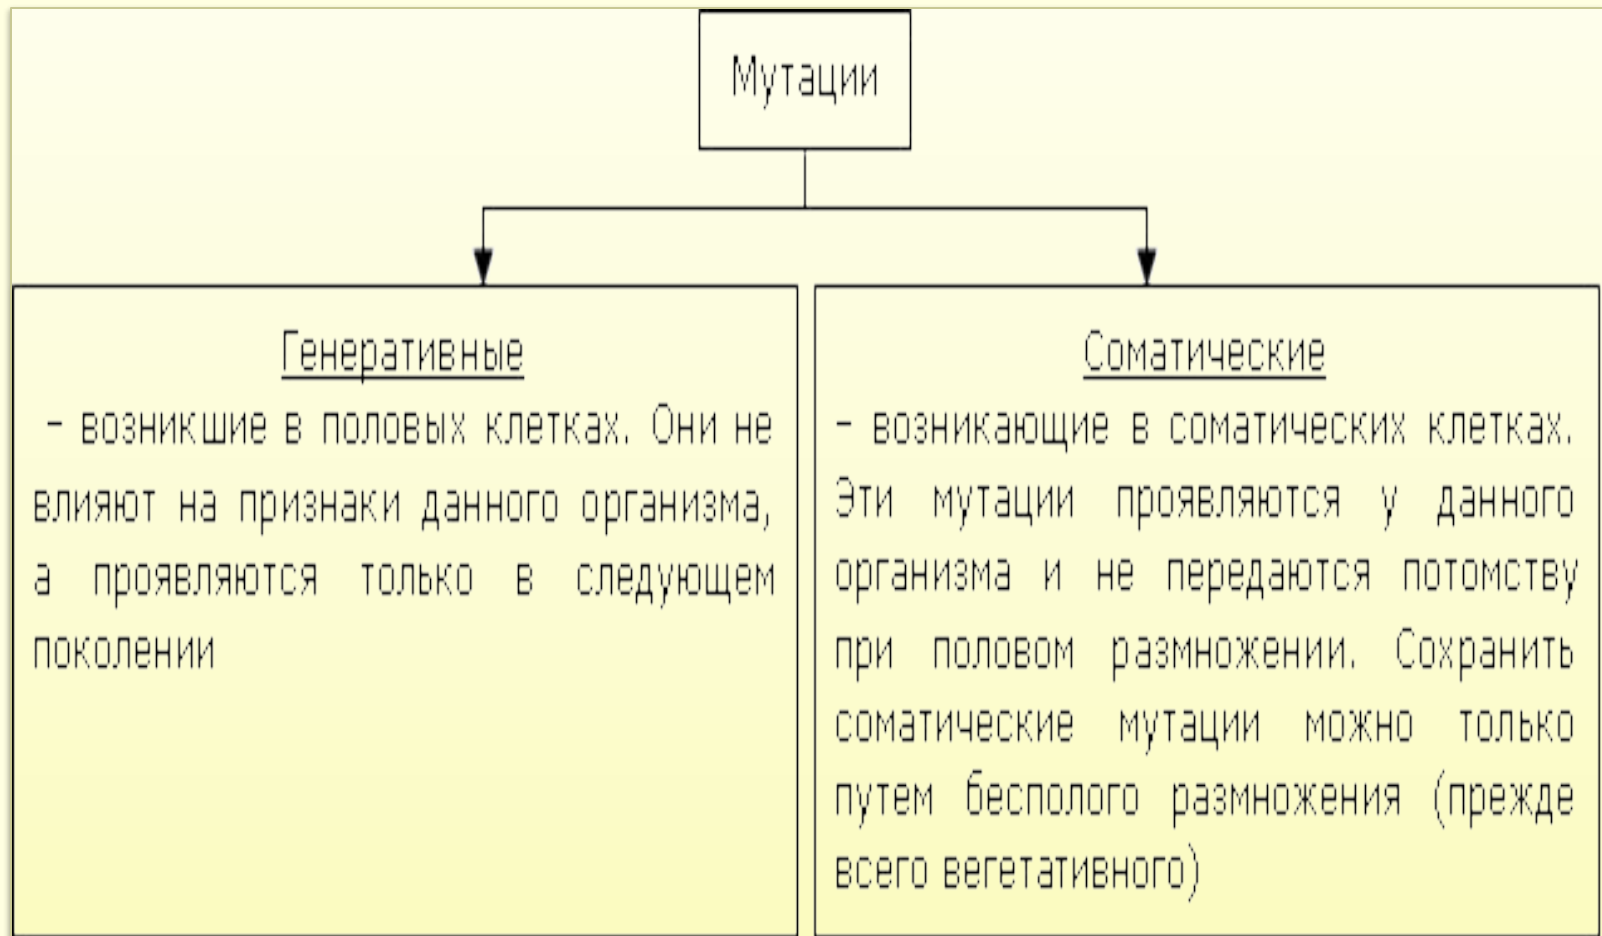 Мутации
Генеративные
- возникшие в половых клетках. Они не
влияют на признаки данного организма,
а проявляются только в следующем
поколении
Соматические
- возникающие в соматических клетках.
Эти мутации проявляются у данного
организма и не передаются потомству
при половом размножении. Сохранить
соматические мутации можно только
путем бесполого размножения (прежде
всего вегетативного)